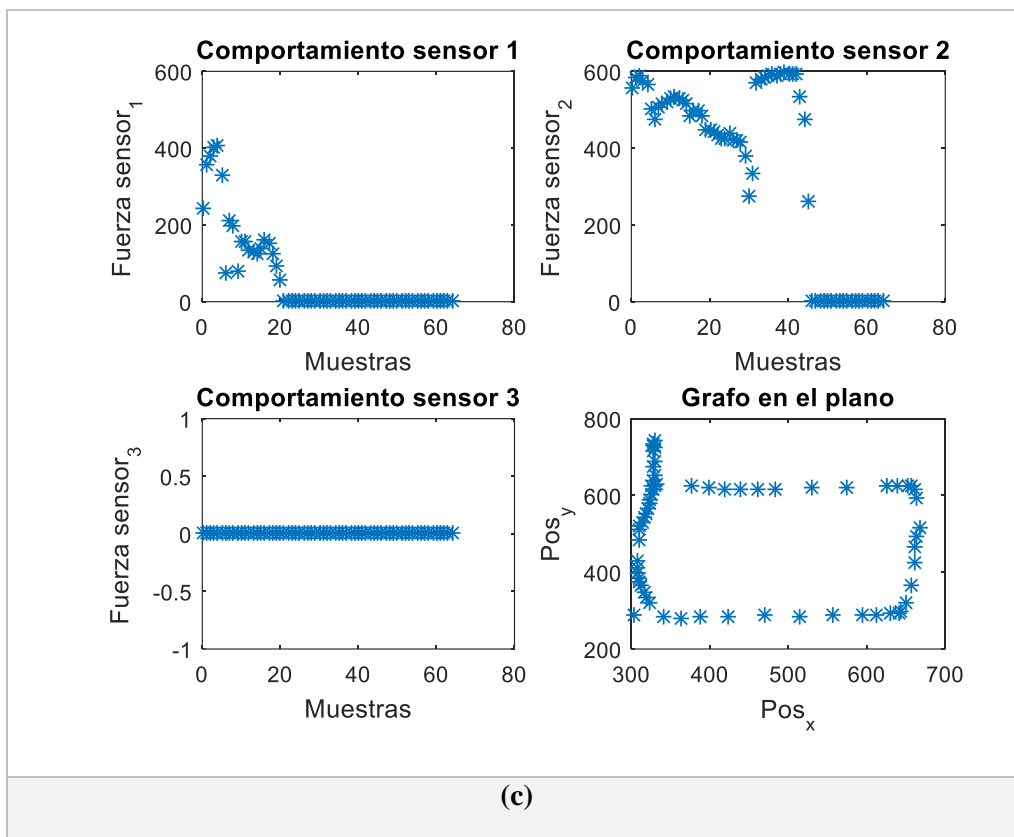 Comportamiento sensor 1
600
400
200
0
0 20 40 60 80
Fuerza sensor1
Muestras
Comportamiento sensor 2
600
400
200
0
0 20 40 60 80
Fuerza sensor2
Muestras
Comportamiento sensor 3
1
0.5
0
-0.5
-1
0 20 40 60 80
Fuerza sensor3
Muestras
Grafo en el plano
800
600
400
200
300 400 500 600 700
Posy
Posx
(c)